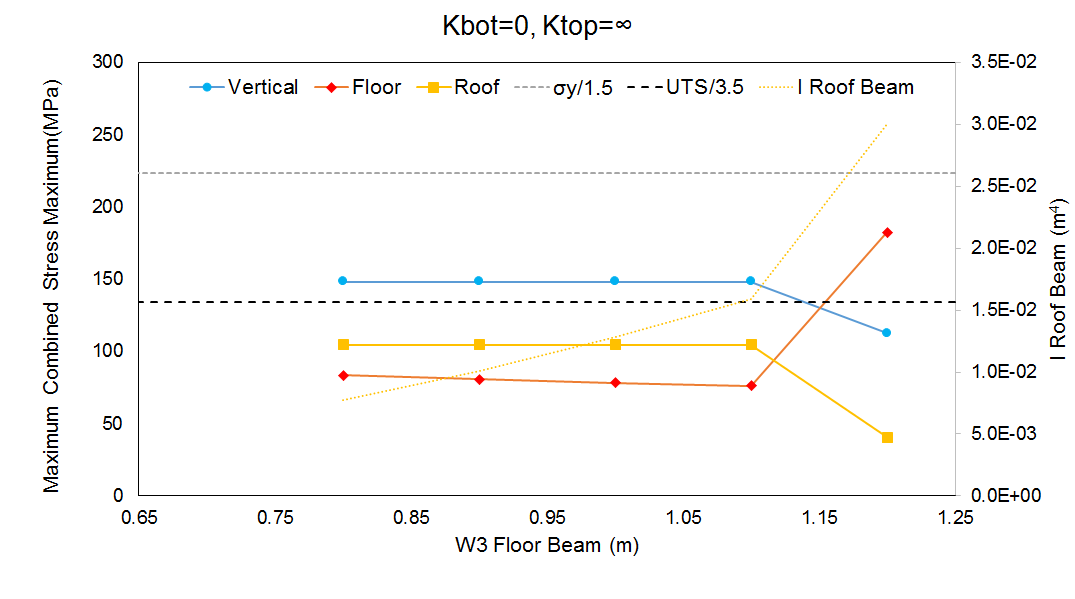 Kbot=0, Ktop=∞
Vertical Floor Roof σy/1.5 UTS/3.5 I Roof Beam
Maximum Combined Stress Maximum(MPa)
300
250
200
150
100
50
0
3.5E-02
3.0E-02
2.5E-02
2.0E-02
1.5E-02
1.0E-02
5.0E-03
0.0E+00
I Roof Beam (m⁴)
0.65 0.75 0.85 0.95 1.05 1.15 1.25
W3 Floor Beam (m)